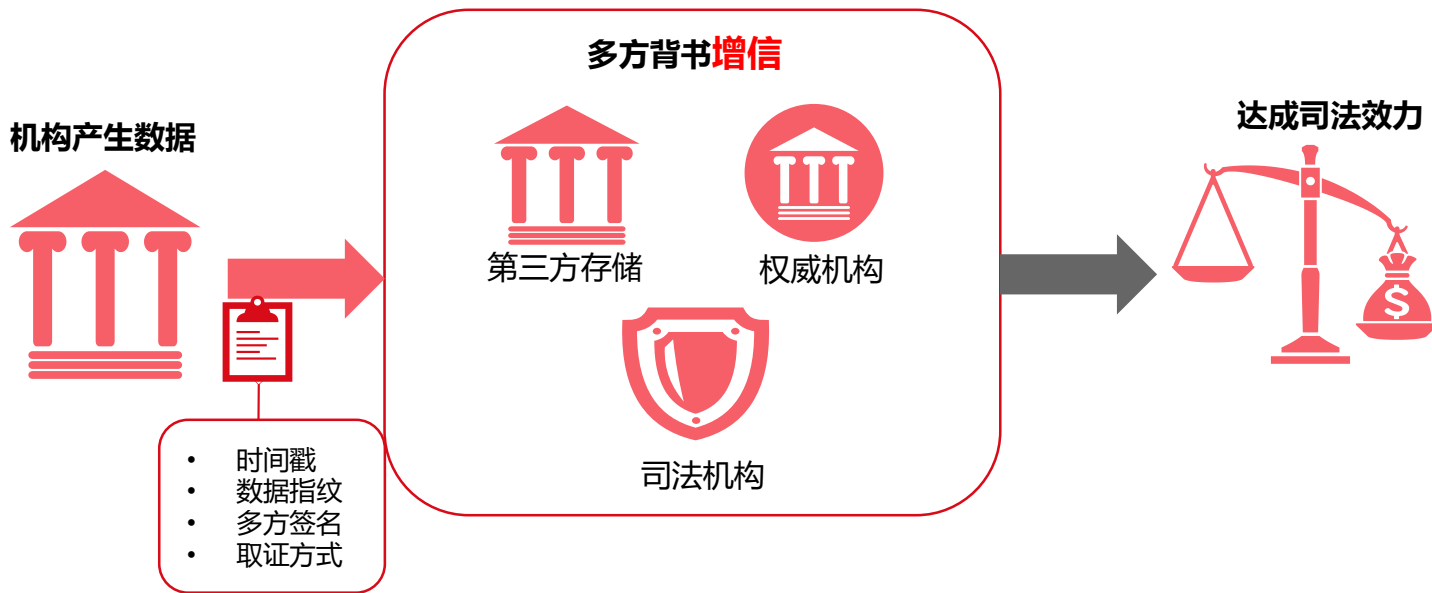 机构产生数据
• 时间戳
• 数据指纹
• 多方签名
• 取证方式
多方背书增信
第三方存储
权威机构
司法机构
达成司法效力
$